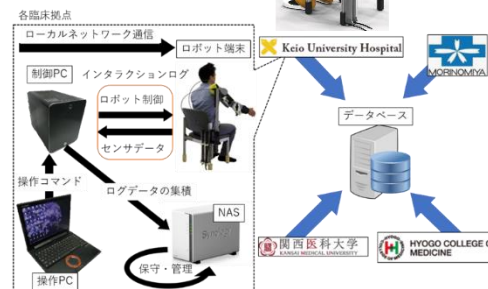 各臨床拠点
ローカルネットワーク通信
ロボット端末
制御PC
インタラクションログ
ロボット制御
センサデータ
操作コマンド
ログデータの集積
NAS
保守・管理
操作PC
Keio University Hospital
MORINOMIYA
データベース
関西医科大学
KANSAI MEDICAL UNIVERSITY
HYOGO COLLEGE O
MEDICINE